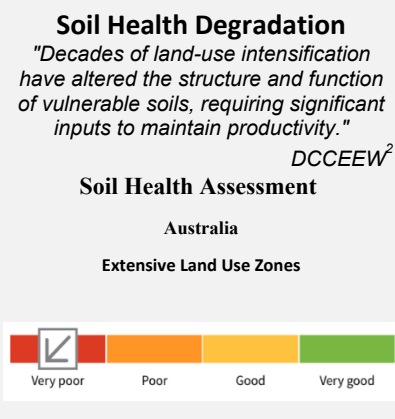 Soil Health Degradation
"Decades of land-use intensification
have altered the structure and function
of vulnerable soils, requiring significant
inputs to maintain productivity."
DCCEEW²
Soil Health Assessment
Australia
Extensive Land Use Zones
Very poor Poor Good Very good